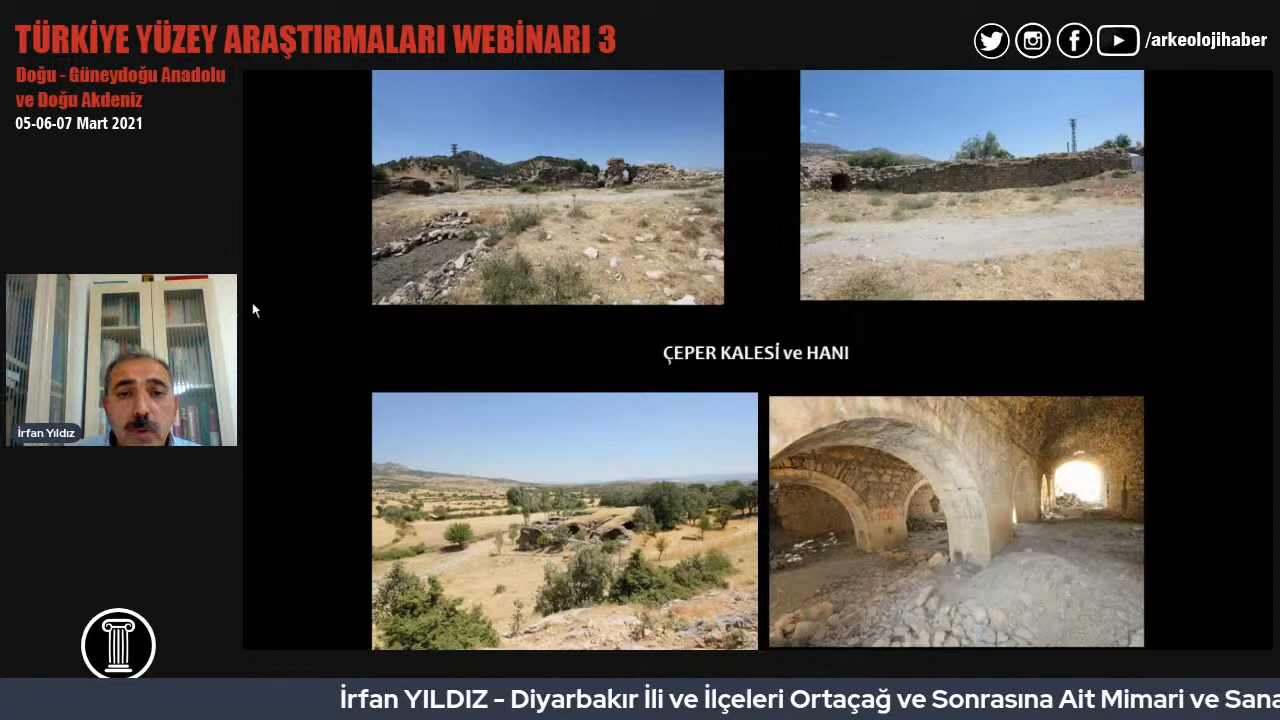 TÜRKİYE YÜZEY ARAŞTIRMALARI WEBİNARI 3
/arkeolojihaber
Doğu - Güneydoğu Anadolu
ve Doğu Akdeniz
05-06-07 Mart 2021
ÇEPER KALESİ ve HANI
İrfan Yıldız
İrfan YILDIZ - Diyarbakır İli ve İlçeleri Ortaçağ ve Sonrasına Ait Mimari ve Sana